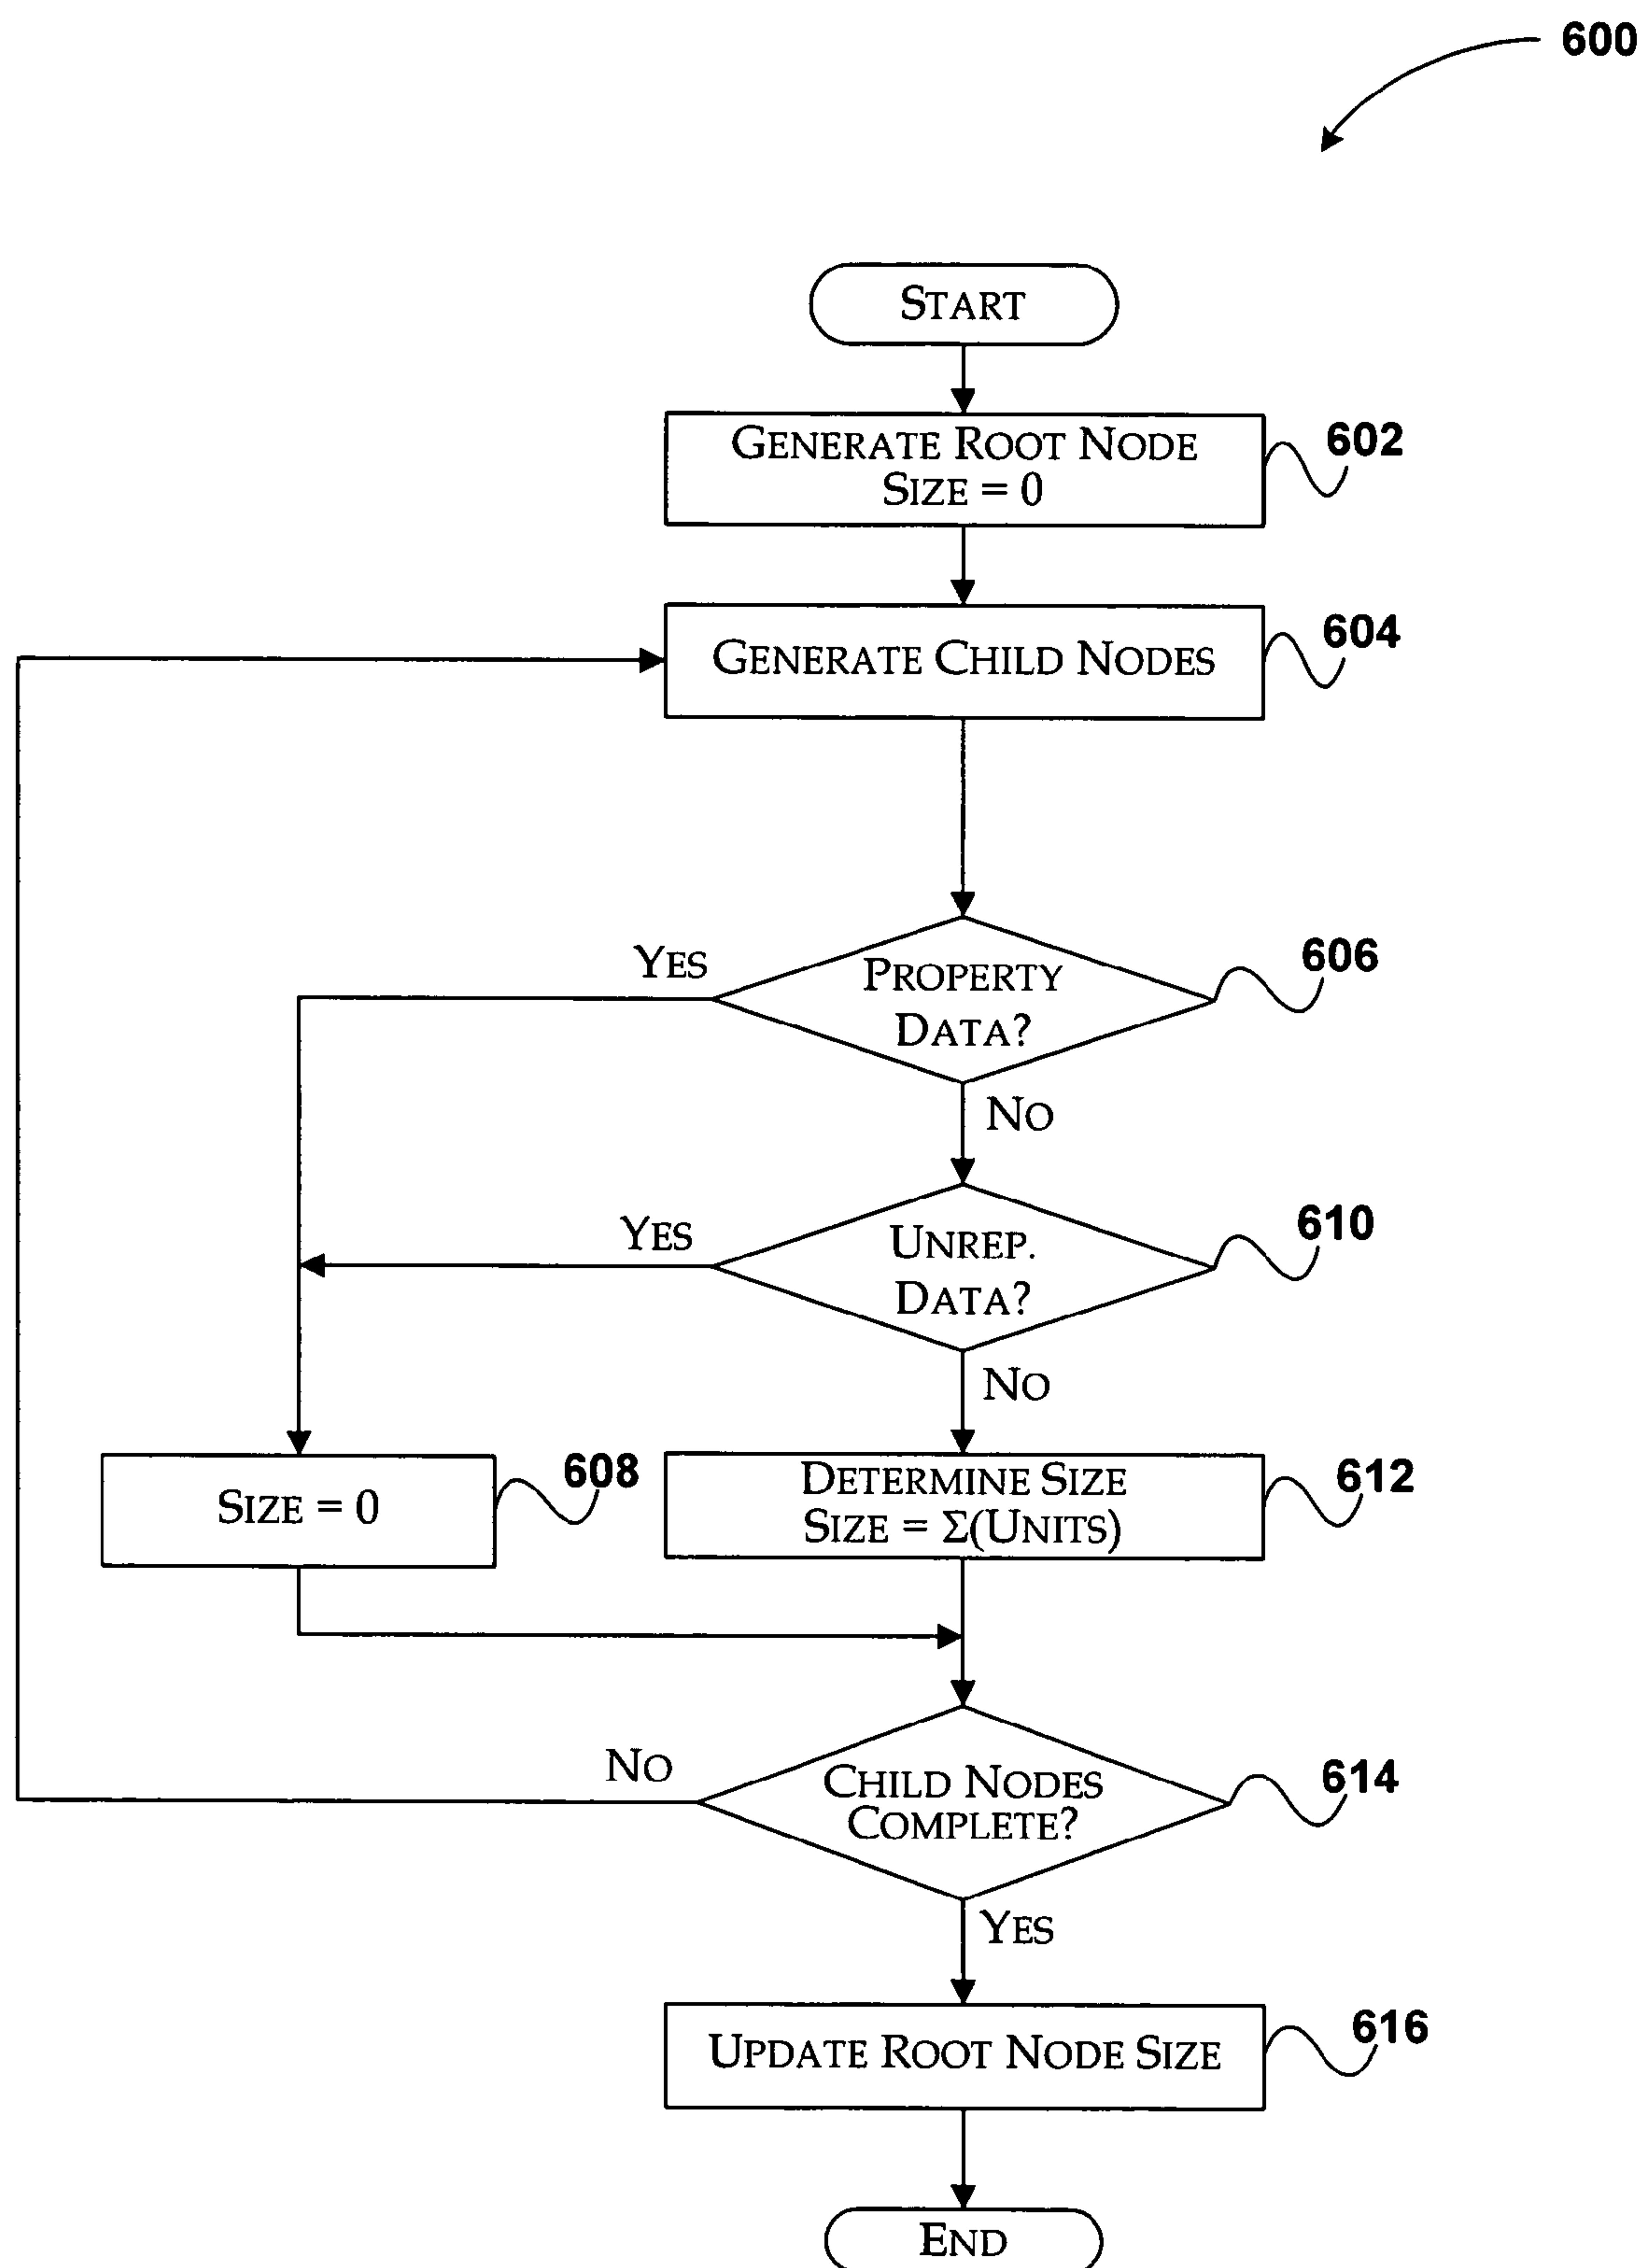 600
START
GENERATE ROOT NODE
SIZE = 0
602
GENERATE CHILD NODES
604
YES
PROPERTY
DATA?
606
NO
YES
UNREP.
DATA?
610
NO
SIZE = 0
608
DETERMINE SIZE
SIZE = Σ(UNITS)
612
NO
CHILD NODES
COMPLETE?
614
YES
UPDATE ROOT NODE SIZE
616
END